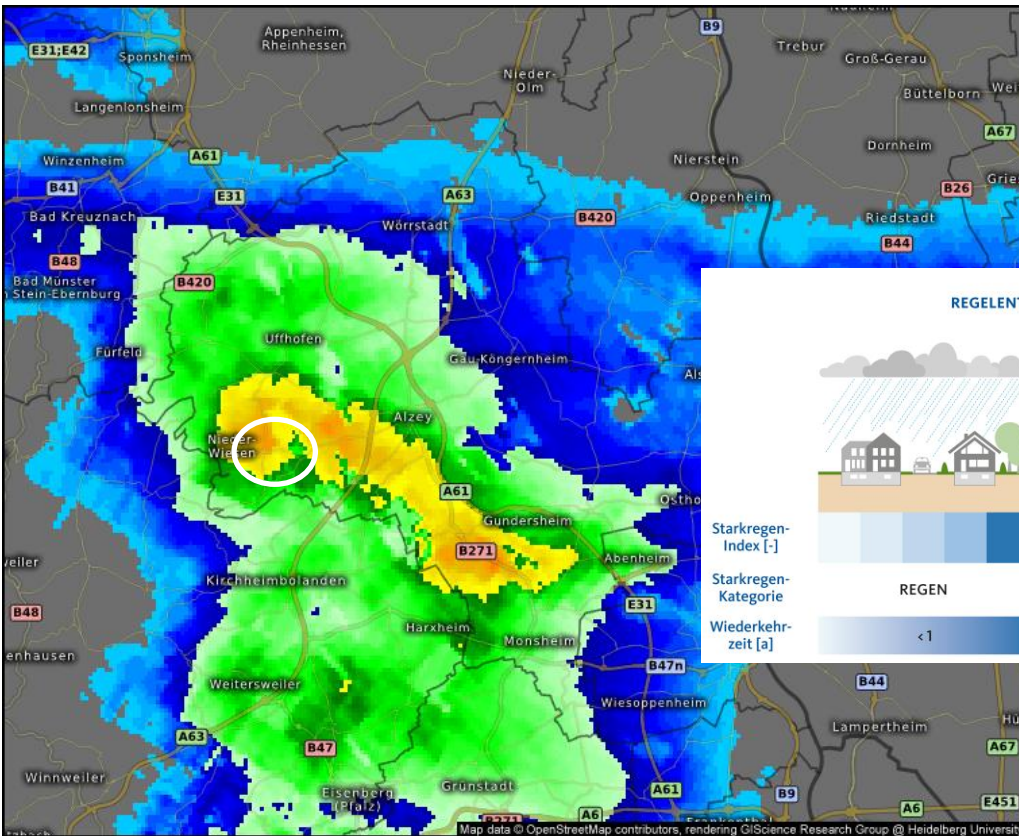 Appenheim,
Rheinhessen
B9
Trebur
E31;E42
Sponsheim
Groß-Gerau
Nieder-
Olm
Büttelborn
Langenlonsheim
A67
Dornheim
Winzenheim
A61
Nierstein
B41
E31
A63
Oppenheim
B26
Bad Kreuznach
Wörrstadt
B420
Riedstadt
B48
B44
Bad Münster
Stein-Ebernburg
B420
REGELENT
Uffhofen
Fürfeld
Gau-Köngernheim
Alzey
Nieder-
Wiesen
A61
Gundersheim
Starkregen-
Index [-]
B271
Abenheim
Kirchheimbolanden
Starkregen-
Kategorie
REGEN
B48
E31
Harxheim
Monsheim
Wiederkehr-
zeit [a]
<1
B47n
Weitersweiler
B44
Wiesoppenheim
Lampertheim
A63
B47
A67
Winnweiler
Eisenberg
(Pfalz)
Grünstadt
A61
B9
A6
E451
B271
A6
Map data © OpenStreetMap contributors, rendering GIScience Research Group @ Heidelberg Universit